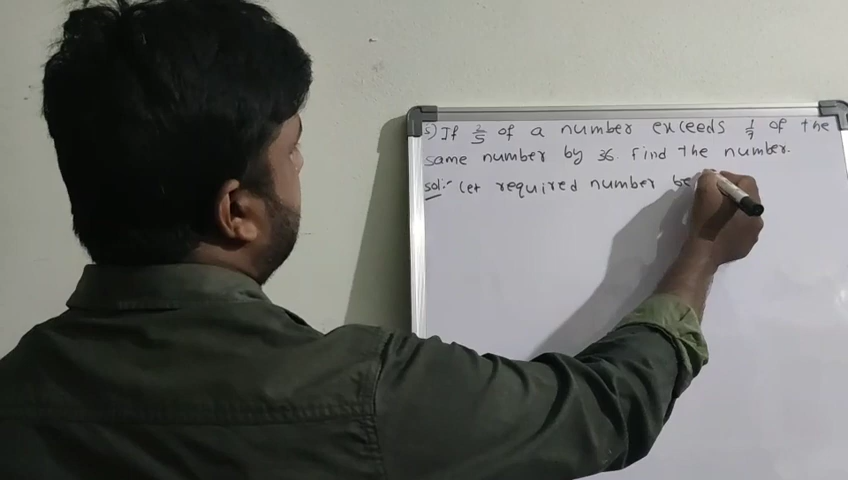 5) If 2/5 of a number exceeds 1/7 of the
same number by 36. Find the number.
sol:- Let required number be